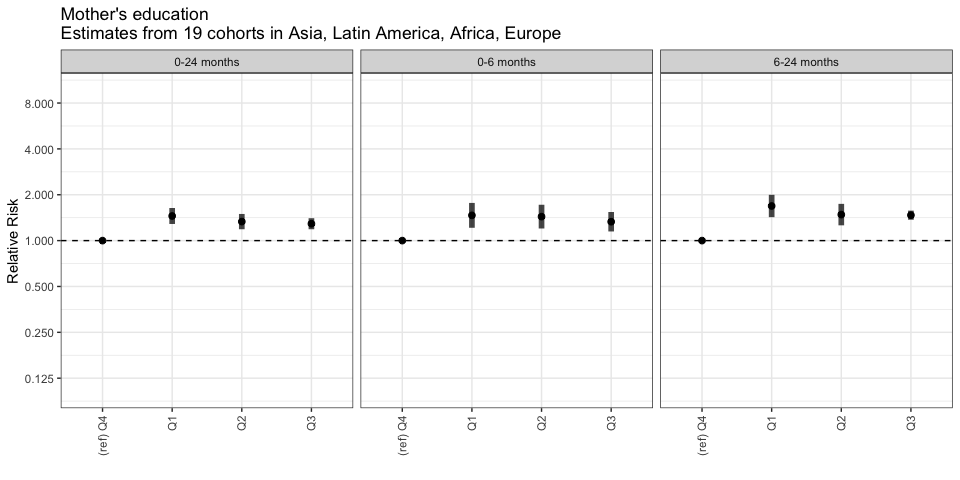 Mother's education
Estimates from 19 cohorts in Asia, Latin America, Africa, Europe
0-24 months
0-6 months
6-24 months
Relative Risk
8.000
4.000
2.000
1.000
0.500
0.250
0.125
(ref) Q4
Q1
Q2
Q3
(ref) Q4
Q1
Q2
Q3
(ref) Q4
Q1
Q2
Q3